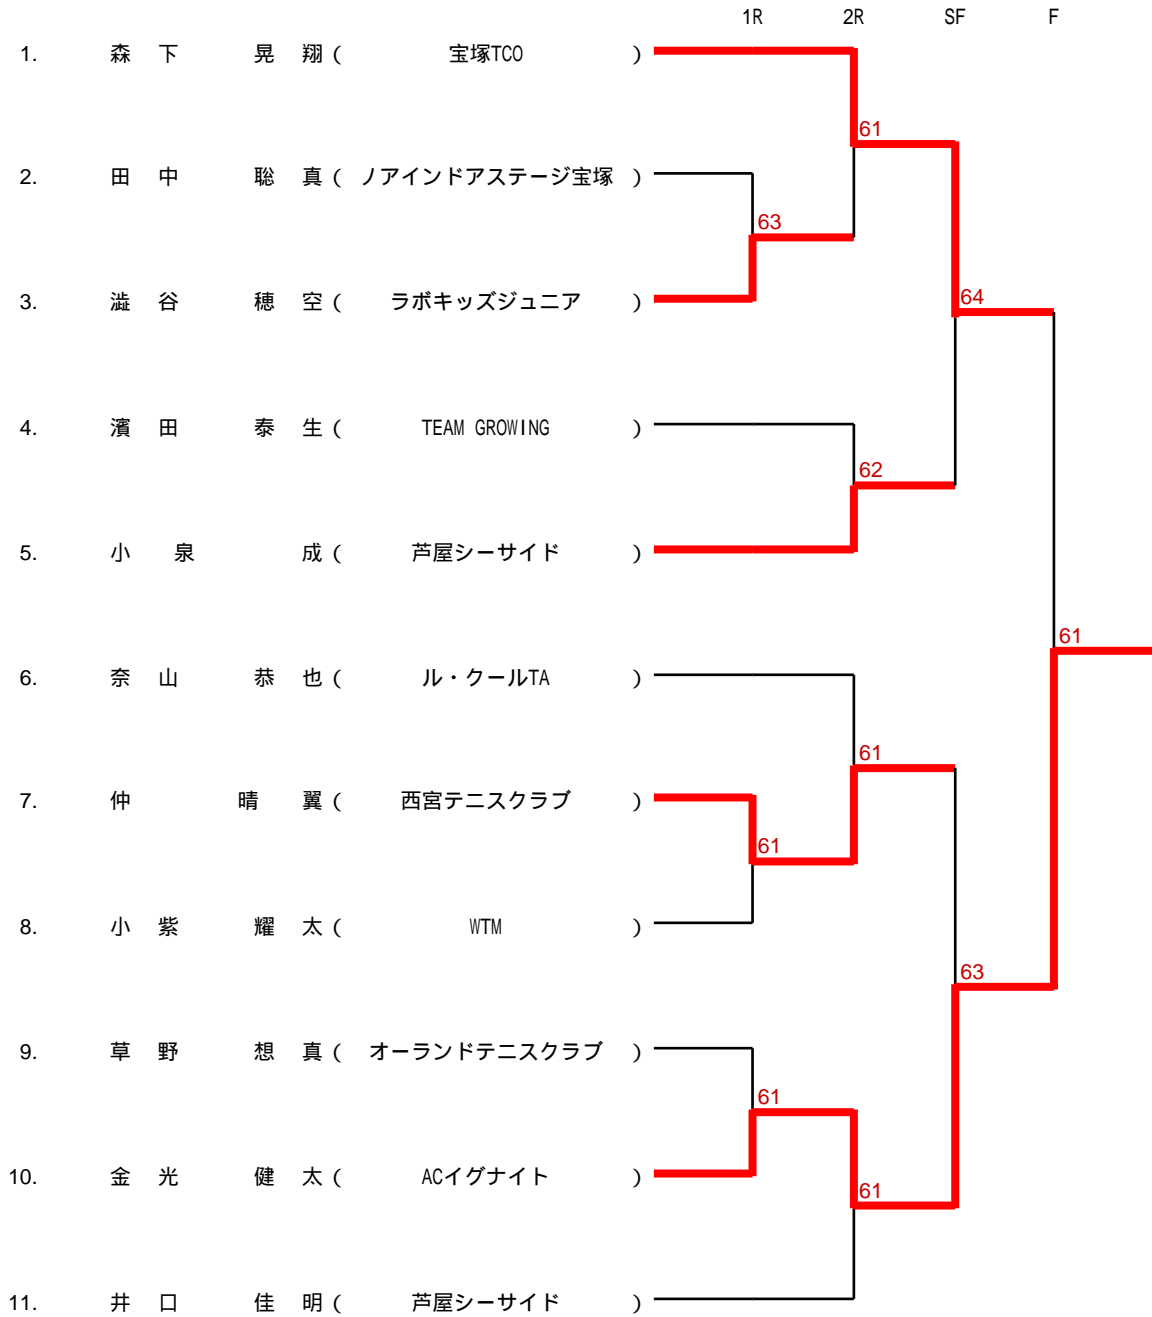 1R 2R SF F
1. 森 下 晃 翔 ( 宝塚TCO )
61
2. 田 中 聡 真 ( ノアインドアステージ宝塚 )
63
3. 澁 谷 穂 空 ( ラボキッズジュニア )
64
4. 濱 田 泰 生 ( TEAM GROWING )
62
5. 小 泉 成 ( 芦屋シーサイド )
61
6. 奈 山 恭 也 ( ル・クールTA )
61
7. 仲 晴 翼 ( 西宮テニスクラブ )
61
8. 小 紫 耀 太 ( WTM )
63
9. 草 野 想 真 ( オーランドテニスクラブ )
61
10. 金 光 健 太 ( ACイグナイト )
61
11. 井 口 佳 明 ( 芦屋シーサイド )